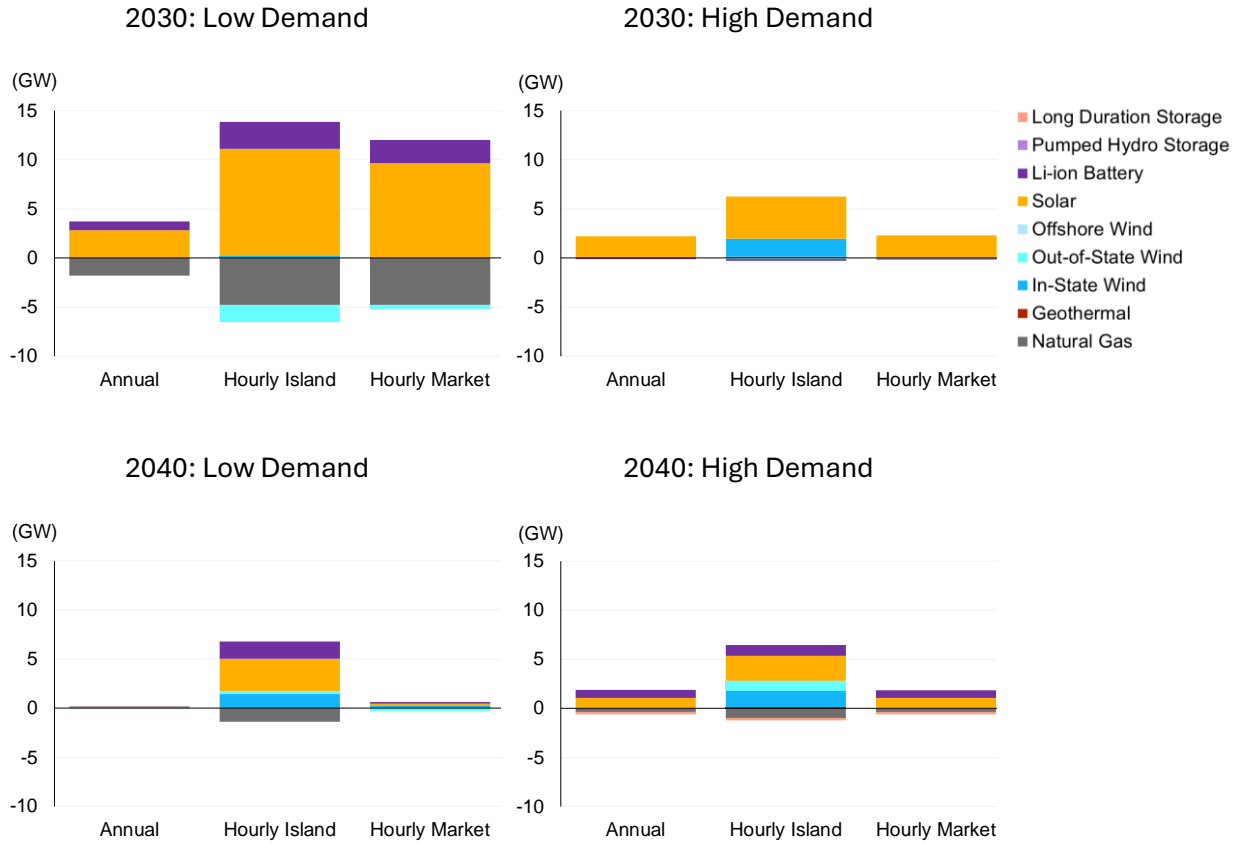 2030: Low Demand
2030: High Demand
(GW)
15
10
5
0
-5
-10
Annual
Hourly Island
Hourly Market
(GW)
15
10
5
0
-5
-10
Annual
Hourly Island
Hourly Market
Long Duration Storage
Pumped Hydro Storage
Li-ion Battery
Solar
Offshore Wind
Out-of-State Wind
In-State Wind
Geothermal
Natural Gas
2040: Low Demand
2040: High Demand
(GW)
15
10
5
0
-5
-10
Annual
Hourly Island
Hourly Market
(GW)
15
10
5
0
-5
-10
Annual
Hourly Island
Hourly Market